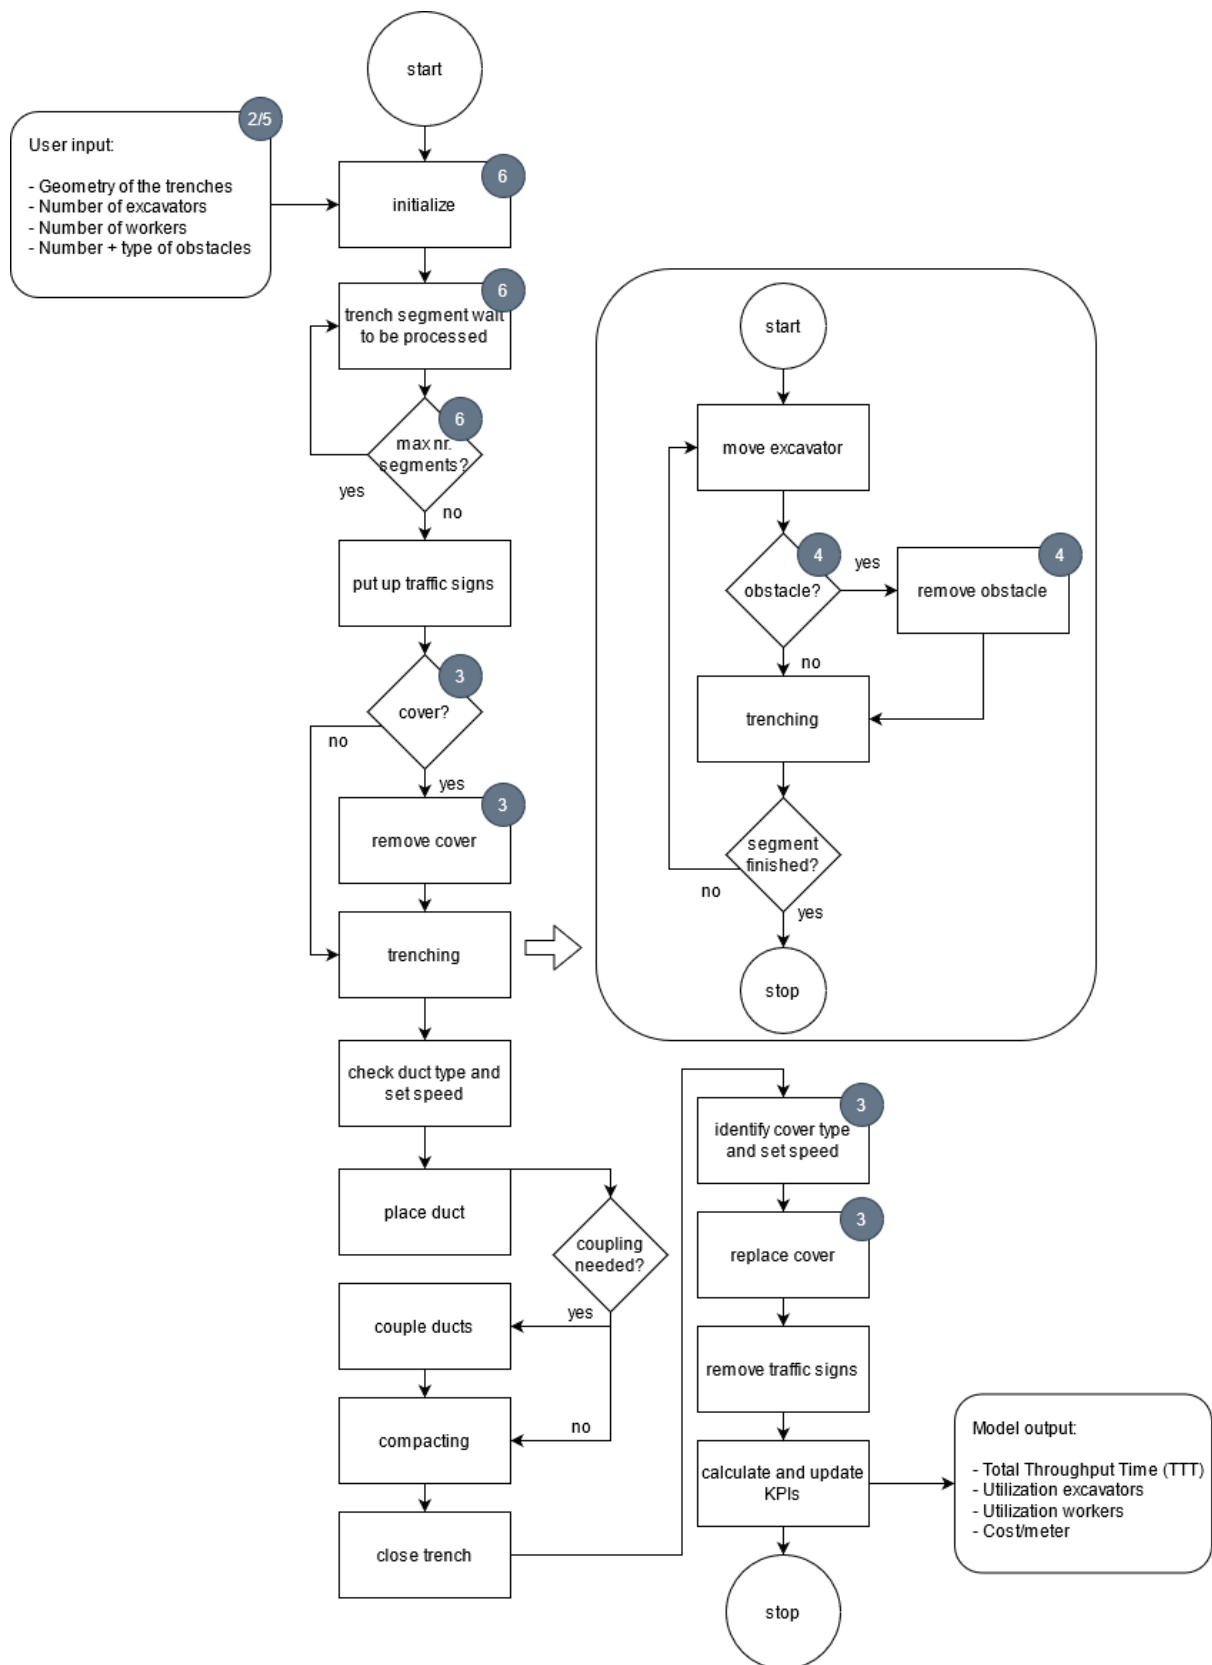 start
2/5
User input:
- Geometry of the trenches
- Number of excavators
- Number of workers
- Number + type of obstacles
6
initialize
6
trench segment wait
to be processed
6
max nr.
segments?
yes
no
put up traffic signs
3
cover?
no
yes
3
remove cover
trenching
check duct type and
set speed
place duct
coupling
needed?
yes
couple ducts
no
compacting
close trench
start
move excavator
4
obstacle?
yes
4
remove obstacle
no
trenching
segment
finished?
no
yes
stop
3
identify cover type
and set speed
3
replace cover
remove traffic signs
calculate and update
KPIs
Model output:
- Total Throughput Time (TTT)
- Utilization excavators
- Utilization workers
- Cost/meter
stop